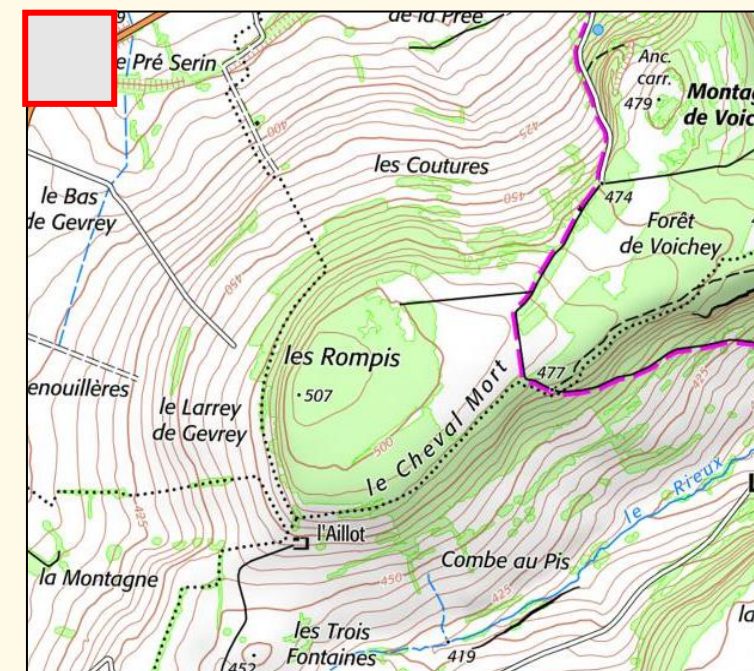 de la Prée
9
e Pré Serin
Anc.
carr.
479
Montag
de Voic
400
425
les Coutures
450
474
le Bas
de Gevrey
Forêt
de Voichey
450
les Rompis
507
enouillères
477
le Larrey
de Gevrey
500
le Cheval Mort
425
425
le Rieux
L
l'Aillot
Combe au Pis
la Montagne
450
425
les Trois
Fontaines
452
419
la